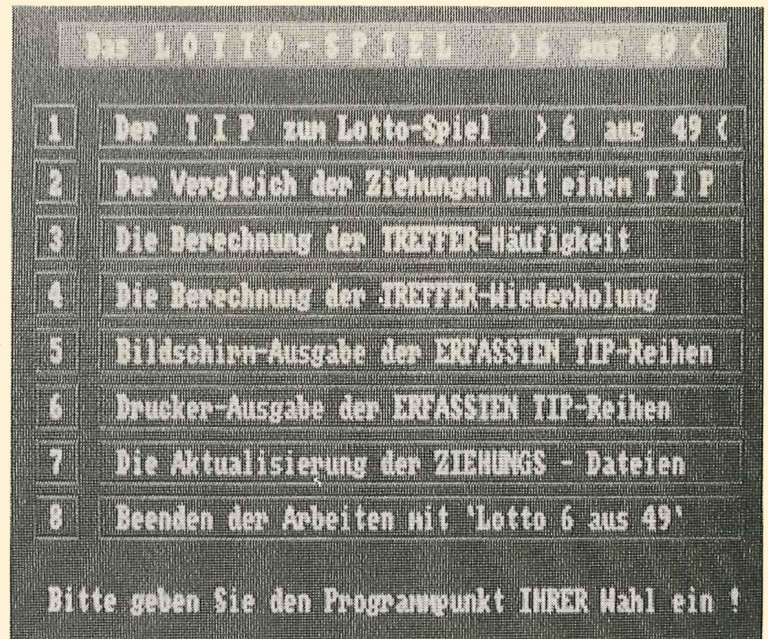 Das L O T T O - S P I E L > 6 aus 49 <
1 Der T I P zum Lotto-Spiel > 6 aus 49 <
2 Der Vergleich der Ziehungen mit einem T I P
3 Die Berechnung der TREFFER-Häufigkeit
4 Die Berechnung der TREFFER-Wiederholung
5 Bildschirm-Ausgabe der ERFASSTEN TIP-Reihen
6 Drucker-Ausgabe der ERFASSTEN TIP-Reihen
7 Die Aktualisierung der ZIEHUNGS - Dateien
8 Beenden der Arbeiten mit 'Lotto 6 aus 49'
Bitte geben Sie den Programmpunkt IHRER Wahl ein !